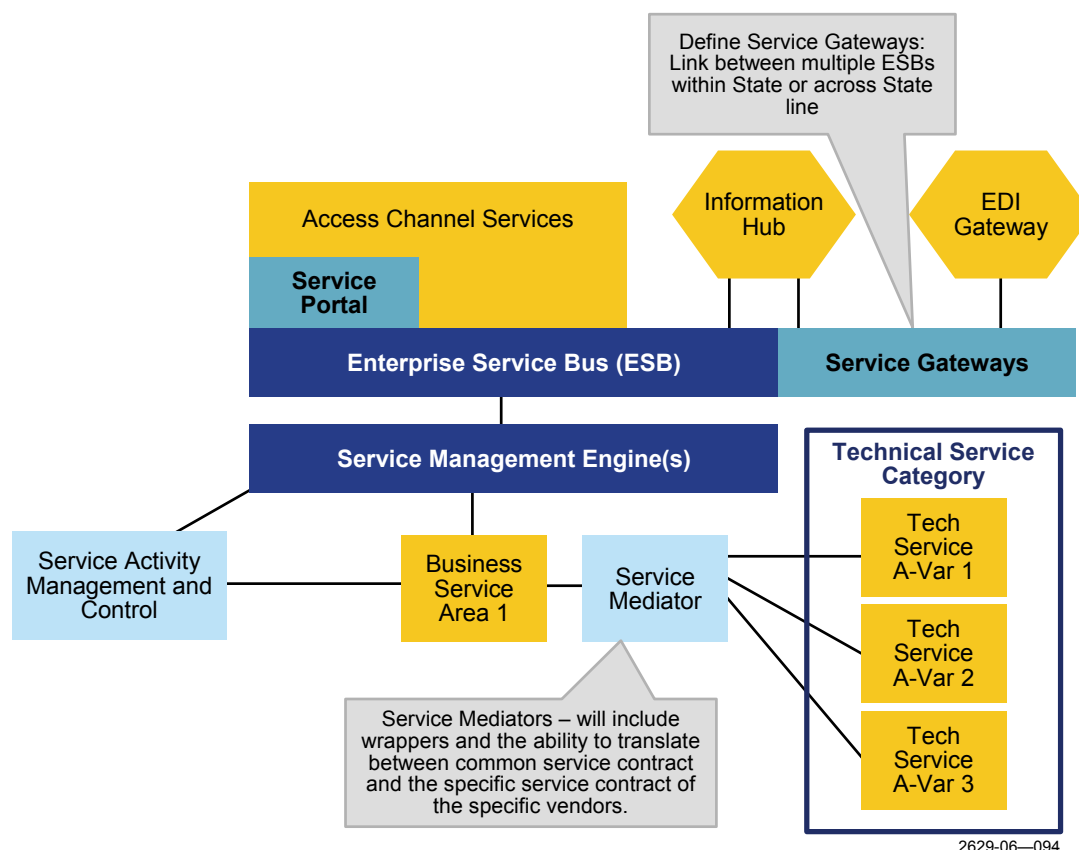 Define Service Gateways:
Link between multiple ESBs
within State or across State
line
Access Channel Services
Information
Hub
EDI
Gateway
Service
Portal
Enterprise Service Bus (ESB)
Service Gateways
Service Management Engine(s)
Technical Service
Category
Service Activity
Management and
Control
Business
Service
Area 1
Service
Mediator
Tech
Service
A-Var 1
Tech
Service
A-Var 2
Tech
Service
A-Var 3
Service Mediators – will include
wrappers and the ability to translate
between common service contract
and the specific service contract of
the specific vendors.
2629-06—094